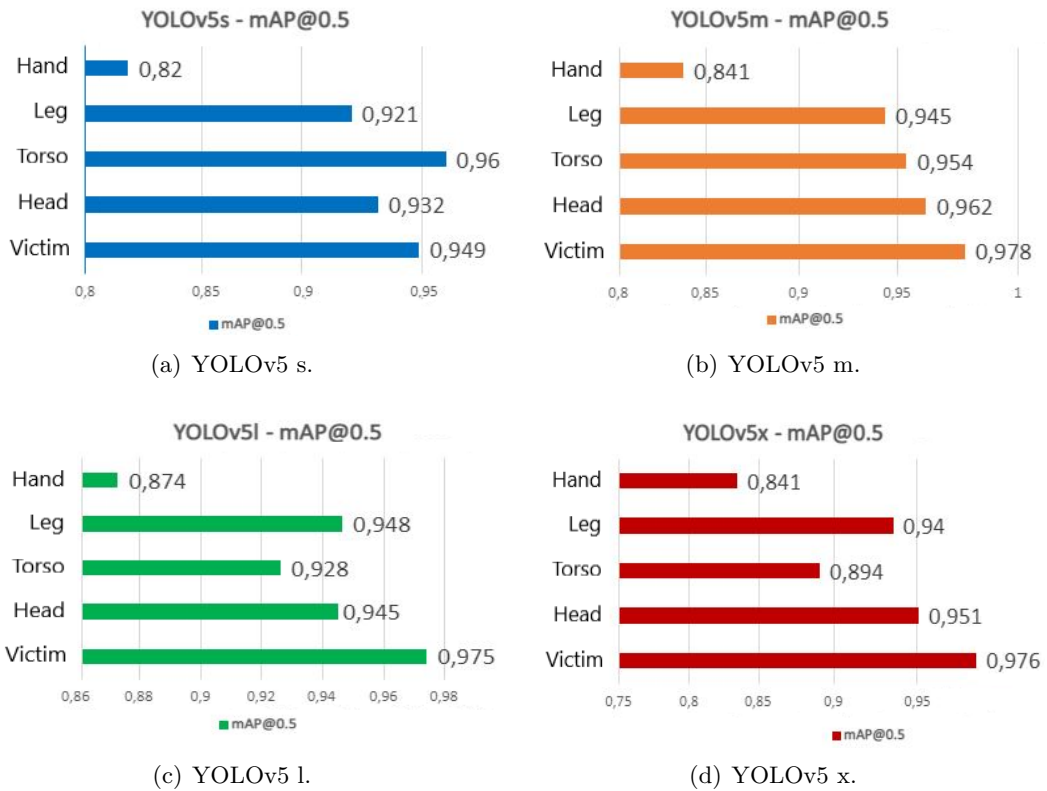 YOLOv5s - mAP@0.5
Hand 0,82
Leg 0,921
Torso 0,96
Head 0,932
Victim 0,949
0,8 0,85 0,9 0,95
mAP@0.5
(a) YOLOv5 s.
YOLOv5m - mAP@0.5
Hand 0,841
Leg 0,945
Torso 0,954
Head 0,962
Victim 0,978
0,8 0,85 0,9 0,95 1
mAP@0.5
(b) YOLOv5 m.
YOLOv5l - mAP@0.5
Hand 0,874
Leg 0,948
Torso 0,928
Head 0,945
Victim 0,975
0,86 0,88 0,9 0,92 0,94 0,96 0,98
mAP@0.5
(c) YOLOv5 l.
YOLOv5x - mAP@0.5
Hand 0,841
Leg 0,94
Torso 0,894
Head 0,951
Victim 0,976
0,75 0,8 0,85 0,9 0,95
mAP@0.5
(d) YOLOv5 x.